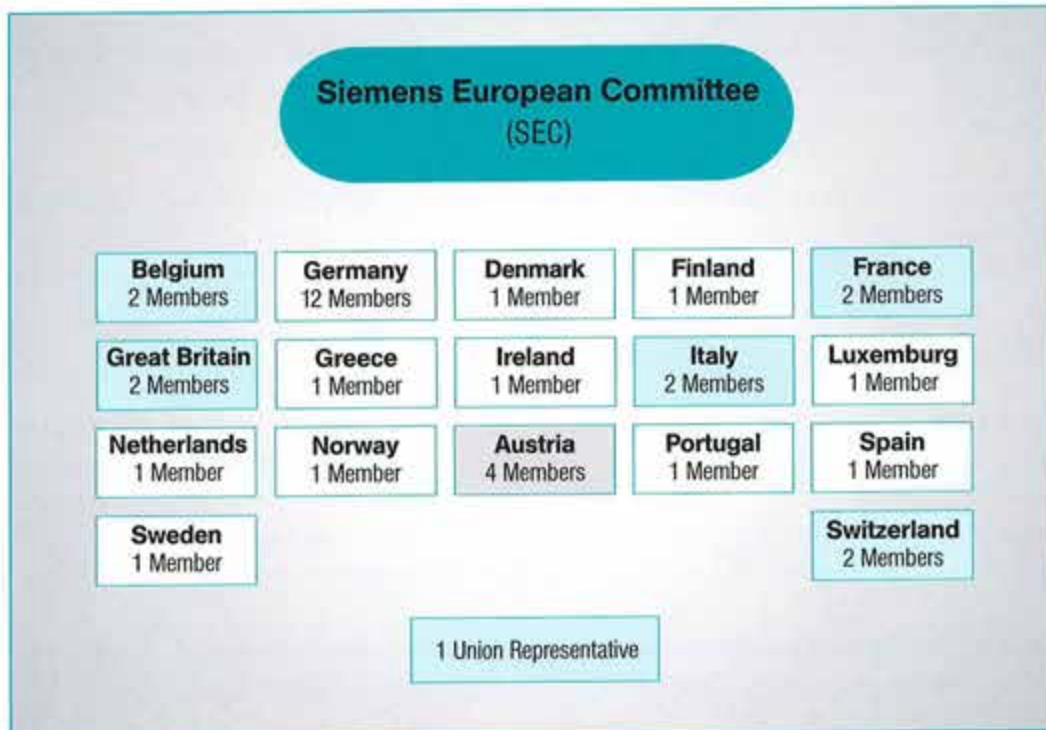 Siemens European Committee
(SEC)
Belgium
2 Members
Germany
12 Members
Denmark
1 Member
Finland
1 Member
France
2 Members
Great Britain
2 Members
Greece
1 Member
Ireland
1 Member
Italy
2 Members
Luxemburg
1 Member
Netherlands
1 Member
Norway
1 Member
Austria
4 Members
Portugal
1 Member
Spain
1 Member
Sweden
1 Member
Switzerland
2 Members
1 Union Representative